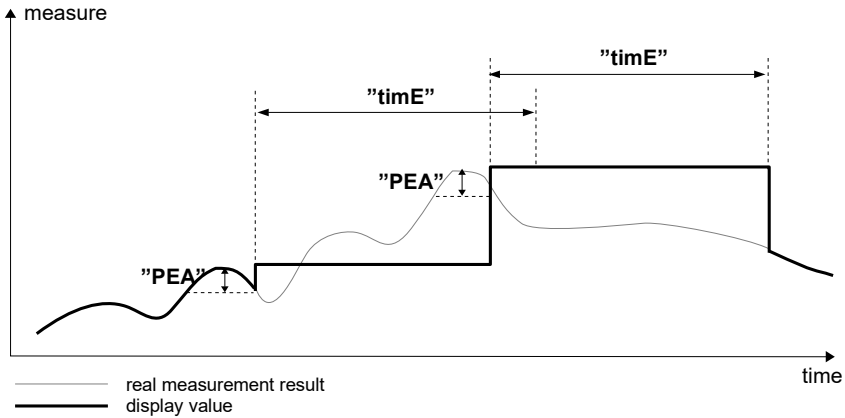 measure
”timE”
”timE”
”PEA”
”PEA”
time
real measurement result
display value